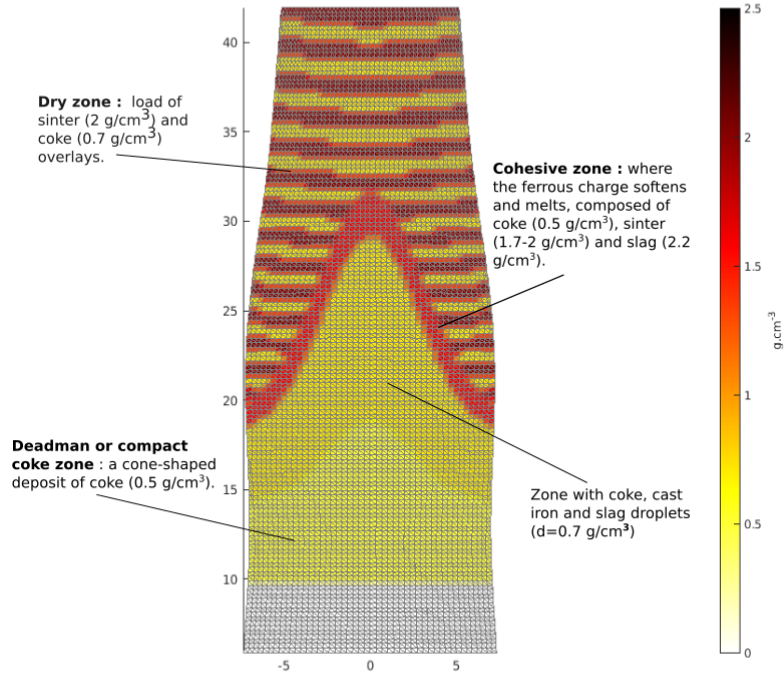 2.5
40
2
Dry zone :  load of
sinter (2 g/cm³) and
coke (0.7 g/cm³)
overlays.
35
Cohesive zone : where
the ferrous charge softens
and melts, composed of
coke (0.5 g/cm³), sinter
(1.7-2 g/cm³) and slag (2.2
g/cm³).
30
1.5
25
g.cm⁻³
1
20
Deadman or compact
coke zone : a cone-shaped
deposit of coke (0.5 g/cm³).
15
Zone with coke, cast
iron and slag droplets
(d=0.7 g/cm³)
0.5
10
0
-5 0 5